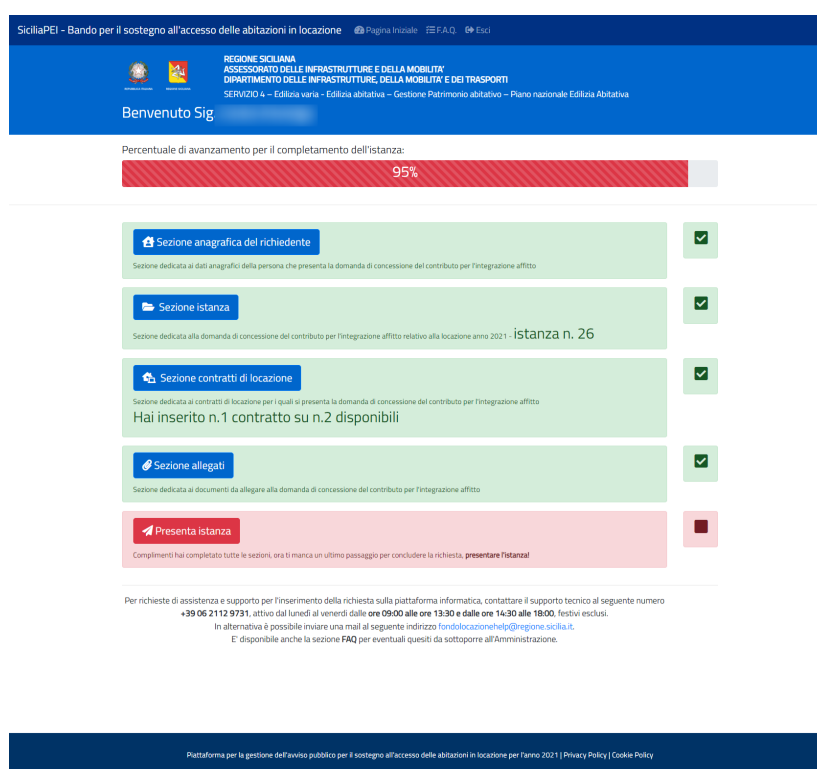 SiciliaPEI - Bando per il sostegno all'accesso delle abitazioni in locazione Pagina Iniziale F.A.Q. Esci
REGIONE SICILIANA
ASSESSORATO DELLE INFRASTRUTTURE E DELLA MOBILITA'
DIPARTIMENTO DELLE INFRASTRUTTURE, DELLA MOBILITA' E DEI TRASPORTI
SERVIZIO 4 – Edilizia varia - Edilizia abitativa – Gestione Patrimonio abitativo – Piano nazionale Edilizia Abitativa
REPUBBLICA ITALIANA REGIONE SICILIANA
Benvenuto Sig.
Percentuale di avanzamento per il completamento dell'istanza:
95%
Sezione anagrafica del richiedente
Sezione dedicata ai dati anagrafici della persona che presenta la domanda di concessione del contributo per l'integrazione affitto
Sezione istanza
Sezione dedicata alla domanda di concessione del contributo per l'integrazione affitto relativo alla locazione anno 2021 - istanza n. 26
Sezione contratti di locazione
Sezione dedicata ai contratti di locazione per i quali si presenta la domanda di concessione del contributo per l'integrazione affitto
Hai inserito n.1 contratto su n.2 disponibili
Sezione allegati
Sezione dedicata ai documenti da allegare alla domanda di concessione del contributo per l'integrazione affitto
Presenta istanza
Complimenti hai completato tutte le sezioni, ora ti manca un ultimo passaggio per concludere la richiesta, presentare l'istanza!
Per richieste di assistenza e supporto per l'inserimento della richiesta sulla piattaforma informatica, contattare il supporto tecnico al seguente numero
+39 06 2112 9731, attivo dal lunedì al venerdì dalle ore 09:00 alle ore 13:30 e dalle ore 14:30 alle 18:00, festivi esclusi.
In alternativa è possibile inviare una mail al seguente indirizzo fondolocazionehelp@regione.sicilia.it.
E' disponibile anche la sezione FAQ per eventuali quesiti da sottoporre all'Amministrazione.
Piattaforma per la gestione dell'avviso pubblico per il sostegno all'accesso delle abitazioni in locazione per l'anno 2021 | Privacy Policy | Cookie Policy